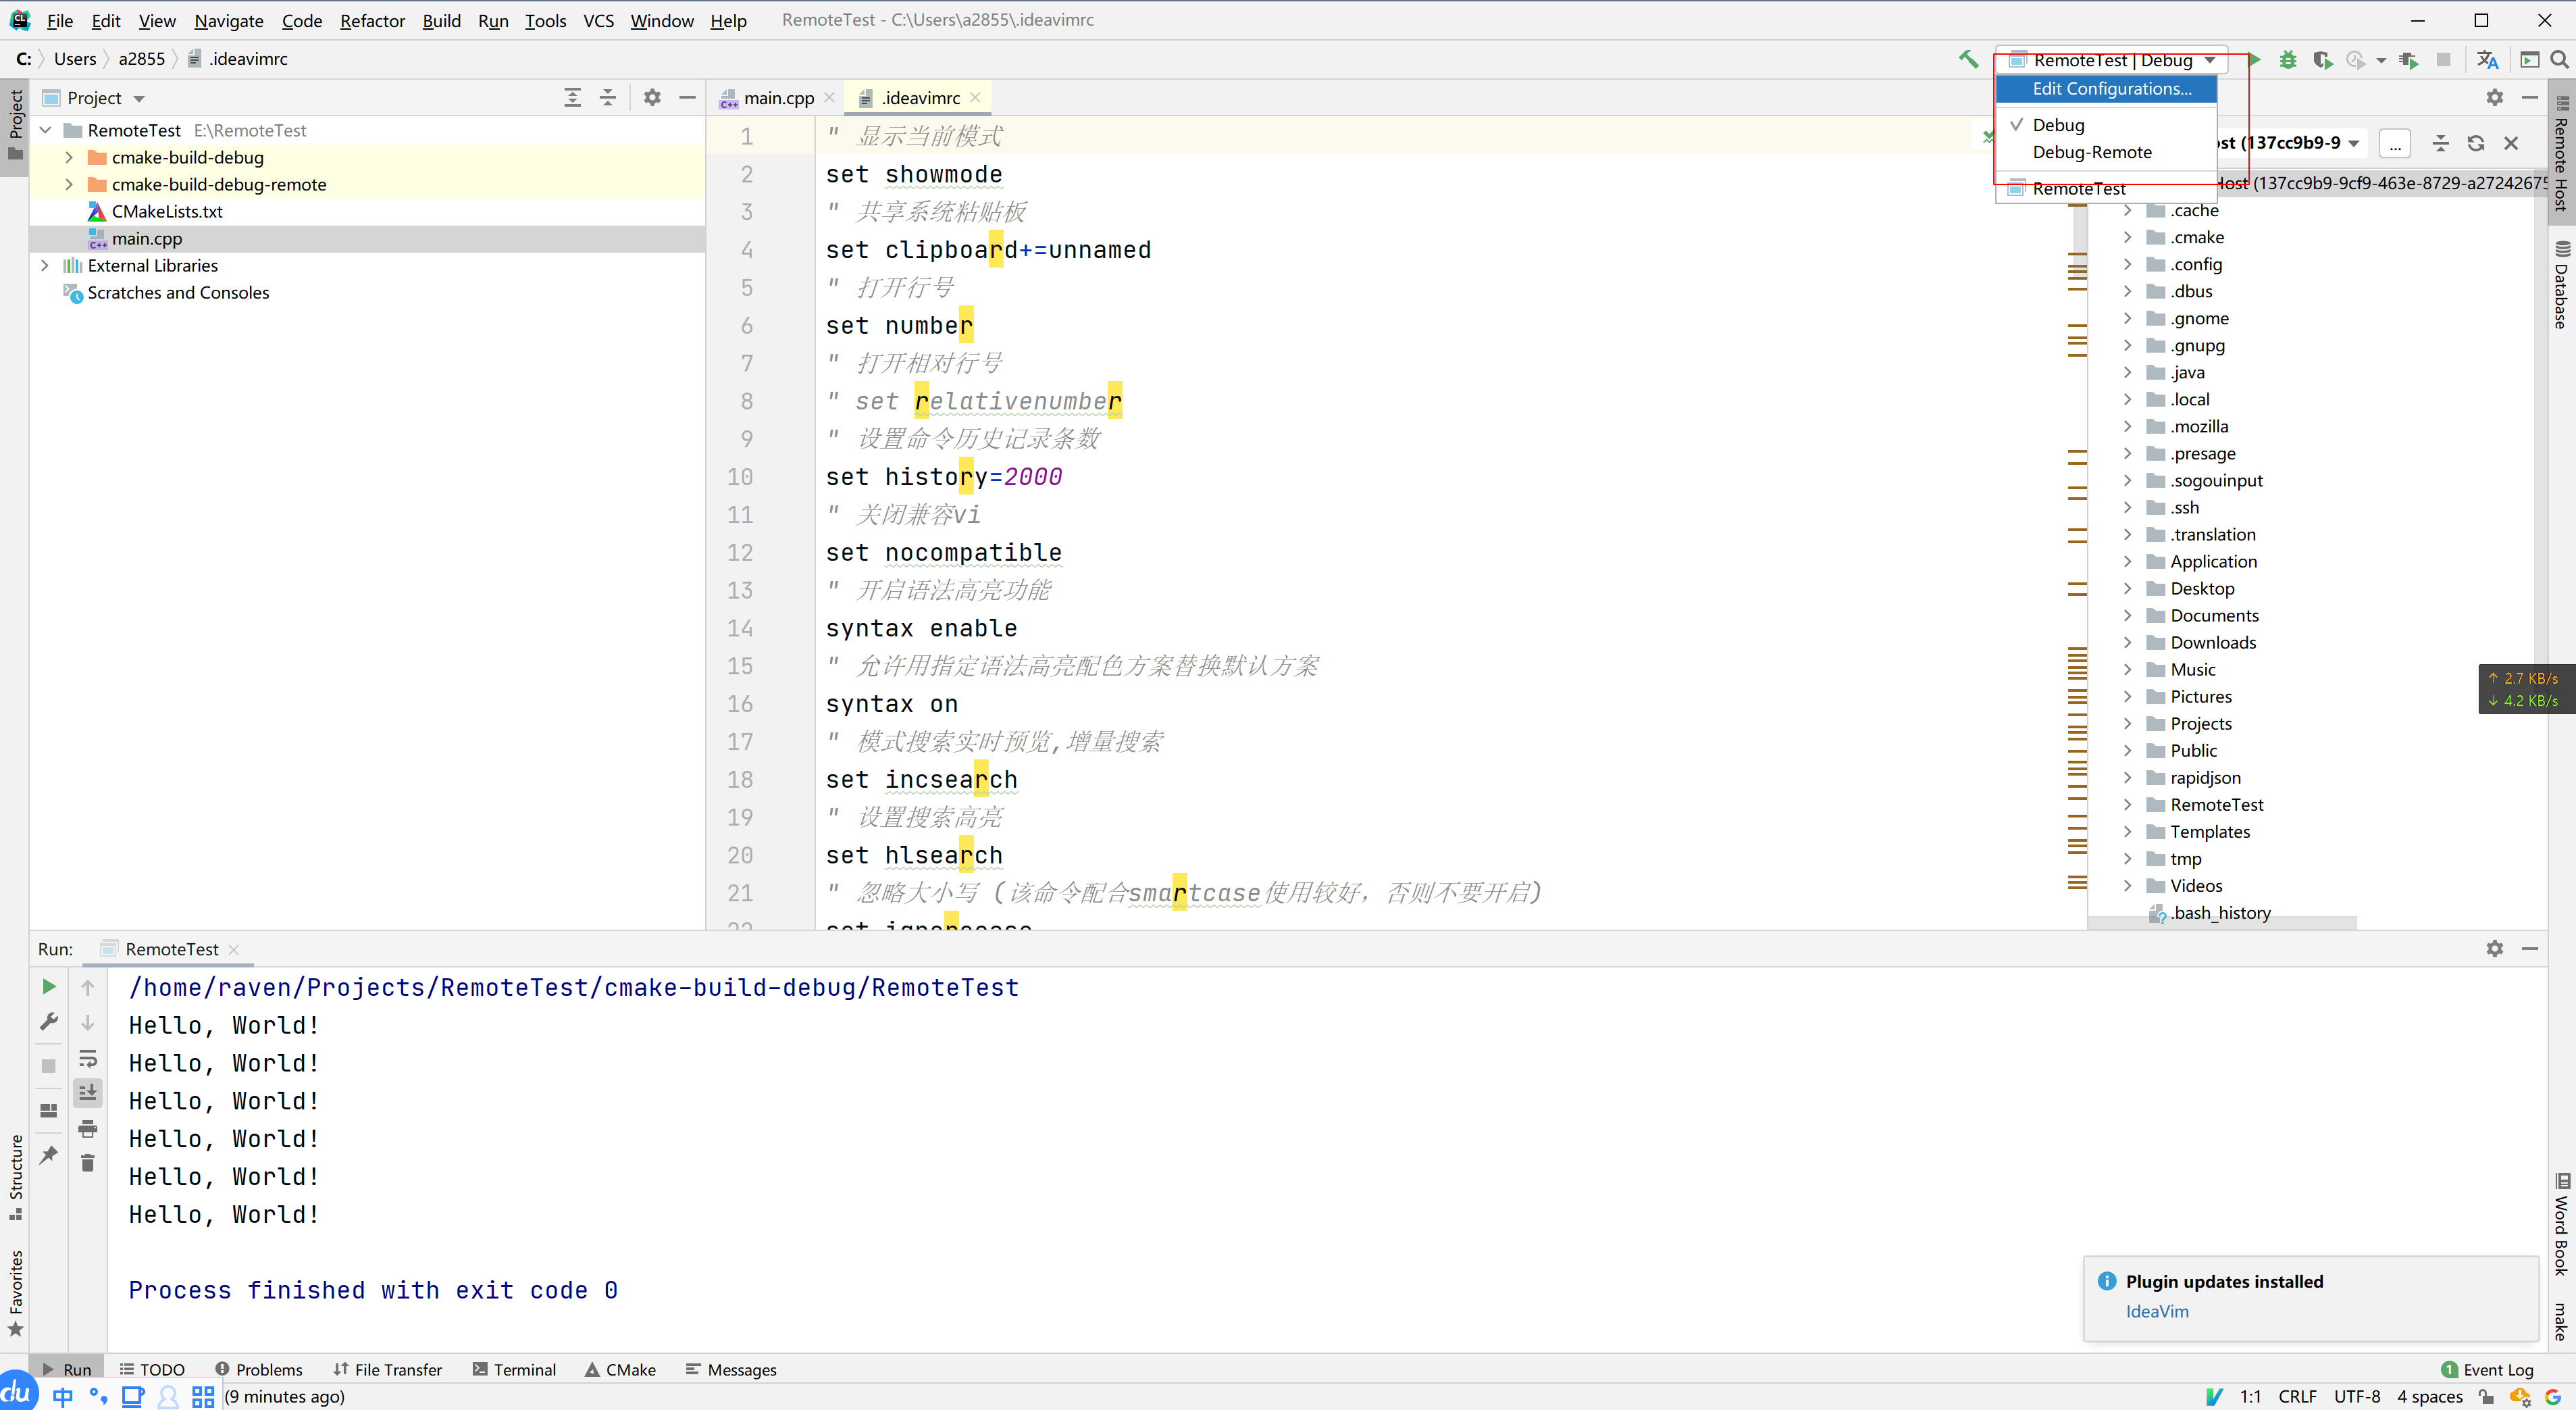 File Edit View Navigate Code Refactor Build Run Tools VCS Window Help RemoteTest - C:\Users\a2855\.ideavimrc
C: Users a2855 .ideavimrc
RemoteTest | Debug
Edit Configurations...
Debug
Debug-Remote
RemoteTest
Project
Project
RemoteTest E:\RemoteTest
cmake-build-debug
cmake-build-debug-remote
CMakeLists.txt
main.cpp
External Libraries
Scratches and Consoles
main.cpp .ideavimrc
1 " 显示当前模式
2 set showmode
3 " 共享系统粘贴板
4 set clipboard+=unnamed
5 " 打开行号
6 set number
7 " 打开相对行号
8 " set relativenumber
9 " 设置命令历史记录条数
10 set history=2000
11 " 关闭兼容vi
12 set nocompatible
13 " 开启语法高亮功能
14 syntax enable
15 " 允许用指定语法高亮配色方案替换默认方案
16 syntax on
17 " 模式搜索实时预览,增量搜索
18 set incsearch
19 " 设置搜索高亮
20 set hlsearch
21 " 忽略大小写 (该命令配合smartcase使用较好，否则不要开启)
22 set ignorecase
ost (137cc9b9-9 ...
Host (137cc9b9-9cf9-463e-8729-a27242675
.cache
.cmake
.config
.dbus
.gnome
.gnupg
.java
.local
.mozilla
.presage
.sogouinput
.ssh
.translation
Application
Desktop
Documents
Downloads
Music
Pictures
Projects
Public
rapidjson
RemoteTest
Templates
tmp
Videos
.bash_history
Remote Host
Database
↑ 2.7 KB/s
↓ 4.2 KB/s
Run: RemoteTest
/home/raven/Projects/RemoteTest/cmake-build-debug/RemoteTest
Hello, World!
Hello, World!
Hello, World!
Hello, World!
Hello, World!
Hello, World!
Process finished with exit code 0
Structure
Favorites
Word Book
make
Plugin updates installed
IdeaVim
Run TODO Problems File Transfer Terminal CMake Messages 1 Event Log
du 中 (9 minutes ago) 1:1 CRLF UTF-8 4 spaces